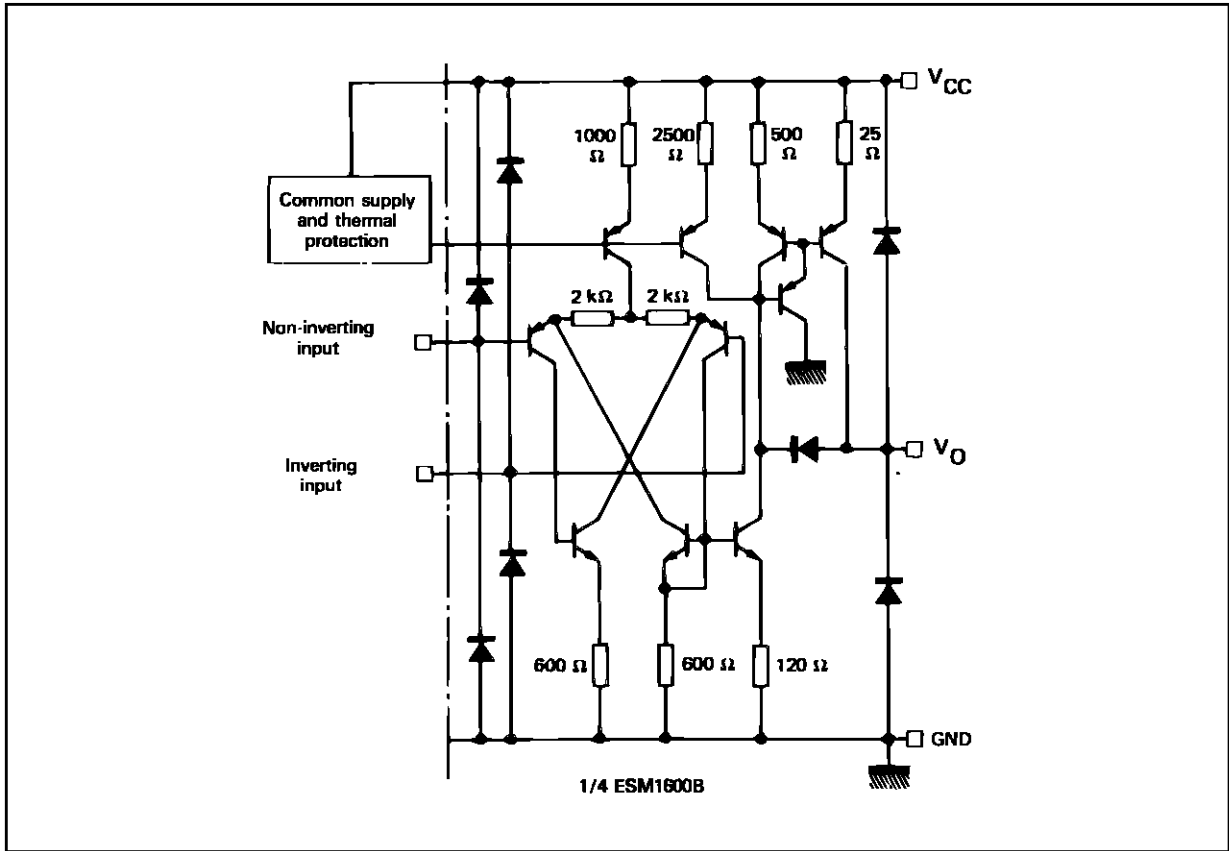 V_CC
1000
Ω
2500
Ω
500
Ω
25
Ω
Common supply
and thermal
protection
2 kΩ
2 kΩ
Non-inverting
input
V_O
Inverting
input
600 Ω
600 Ω
120 Ω
GND
1/4 ESM1600B